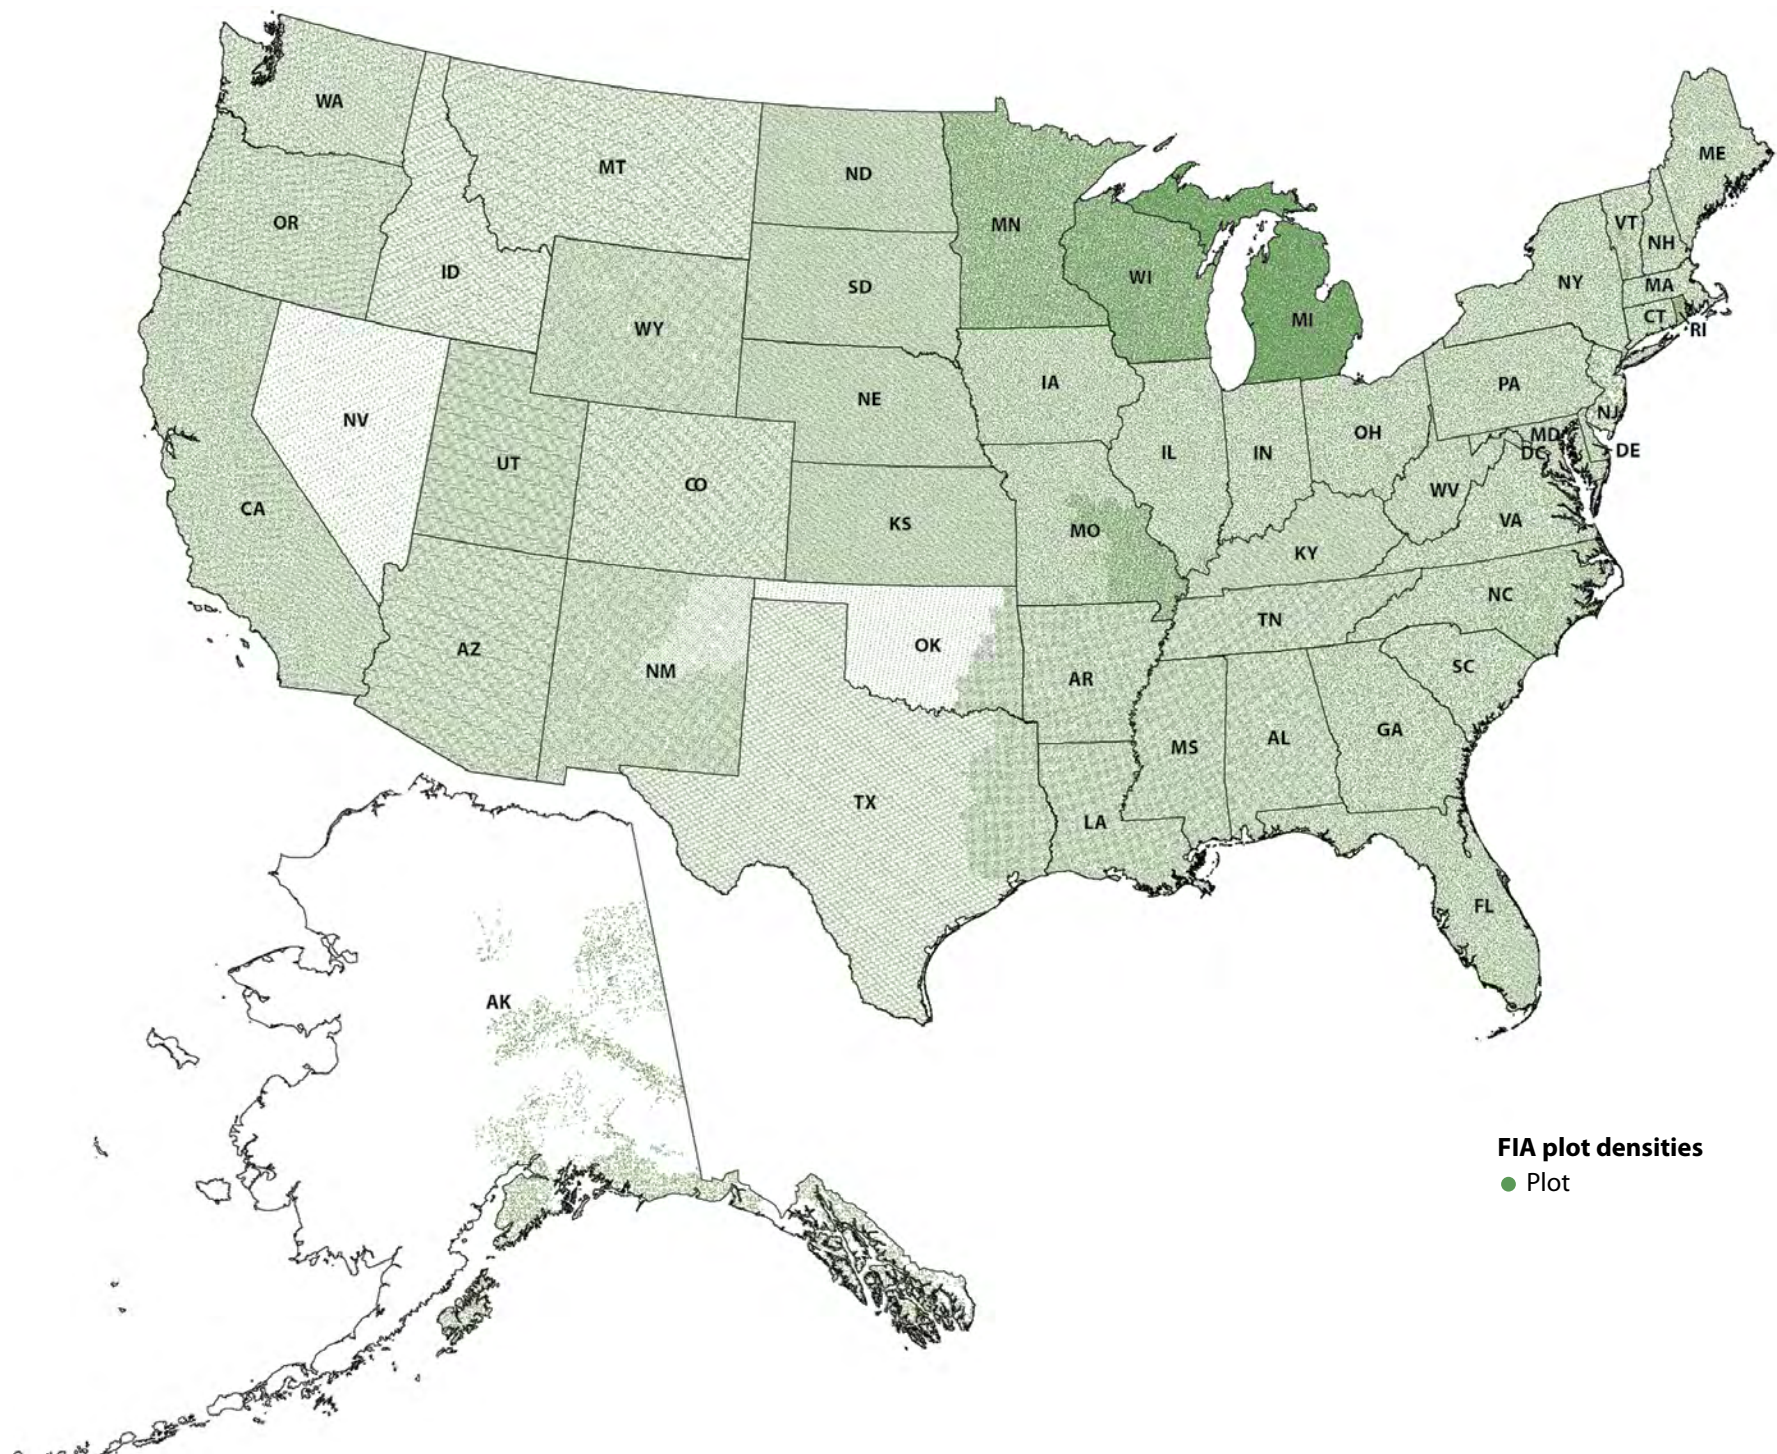 WA
MT
ND
ME
OR
MN
VT
NH
ID
SD
WI
NY
MA
WY
MI
CT
RI
IA
PA
NE
NV
NJ
OH
MD
UT
IL
IN
DC
DE
CO
WV
CA
KS
MO
VA
KY
NC
TN
AZ
OK
NM
AR
SC
GA
AL
MS
TX
LA
FL
AK
FIA plot densities
Plot